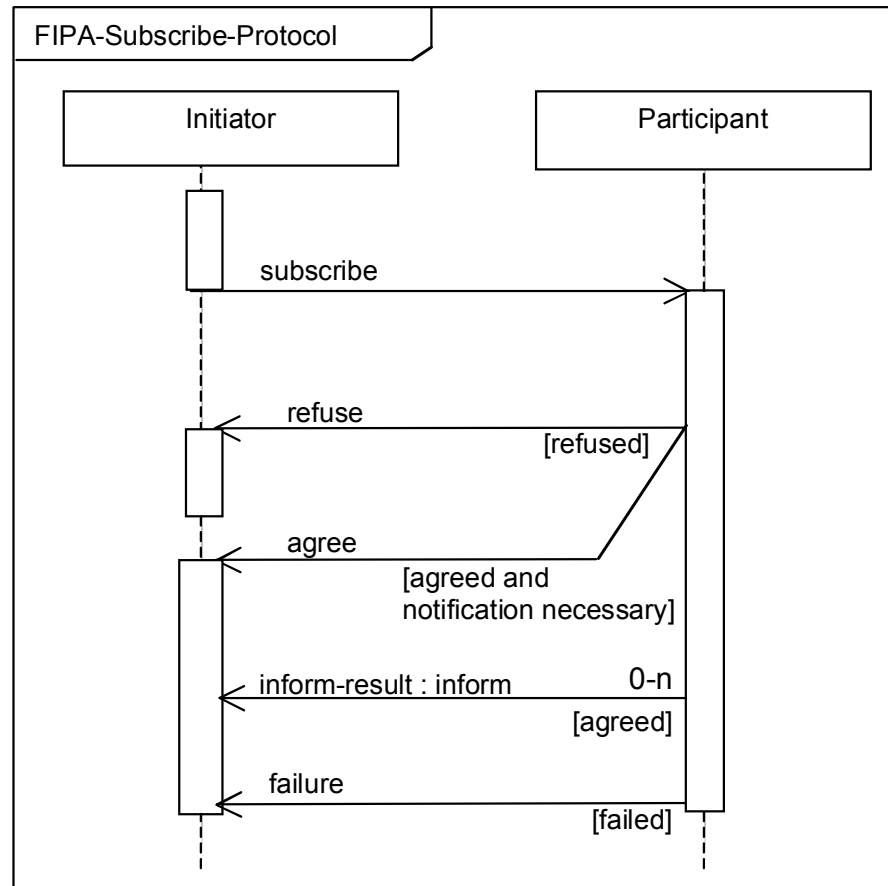 FIPA-Subscribe-Protocol
Initiator
Participant
subscribe
refuse
[refused]
agree
[agreed and
notification necessary]
inform-result : inform
0-n
[agreed]
failure
[failed]